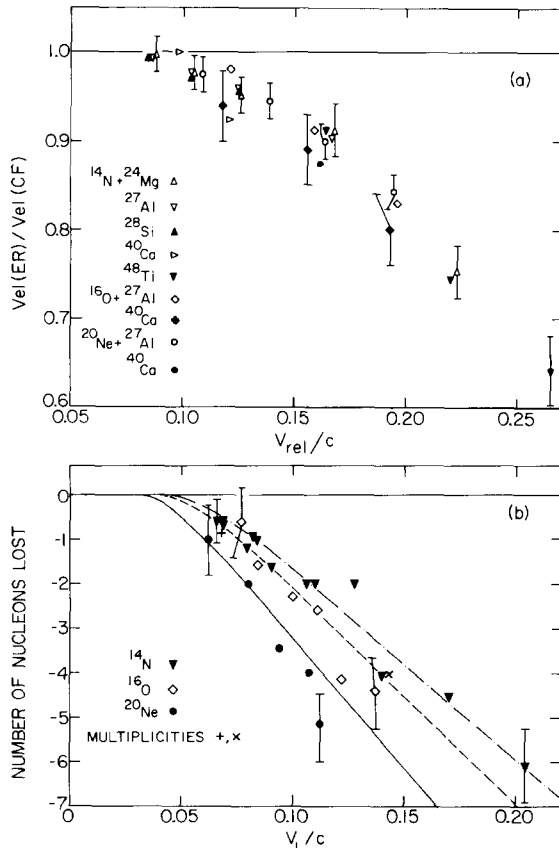 (a)
1.0
0.9
0.8
0.7
0.6
Vel(ER)/Vel(CF)
¹⁴N+²⁴Mg △
²⁷Al ▽
²⁸Si ▲
⁴⁰Ca ▷
⁴⁸Ti ▼
¹⁶O+²⁷Al ◇
⁴⁰Ca ◆
²⁰Ne+²⁷Al ○
⁴⁰Ca ●
0.05 0.10 0.15 0.20 0.25
V_rel/c
(b)
0
-1
-2
-3
-4
-5
-6
-7
NUMBER OF NUCLEONS LOST
¹⁴N ▼
¹⁶O ◇
²⁰Ne ●
MULTIPLICITIES +,×
0 0.05 0.10 0.15 0.20
/c